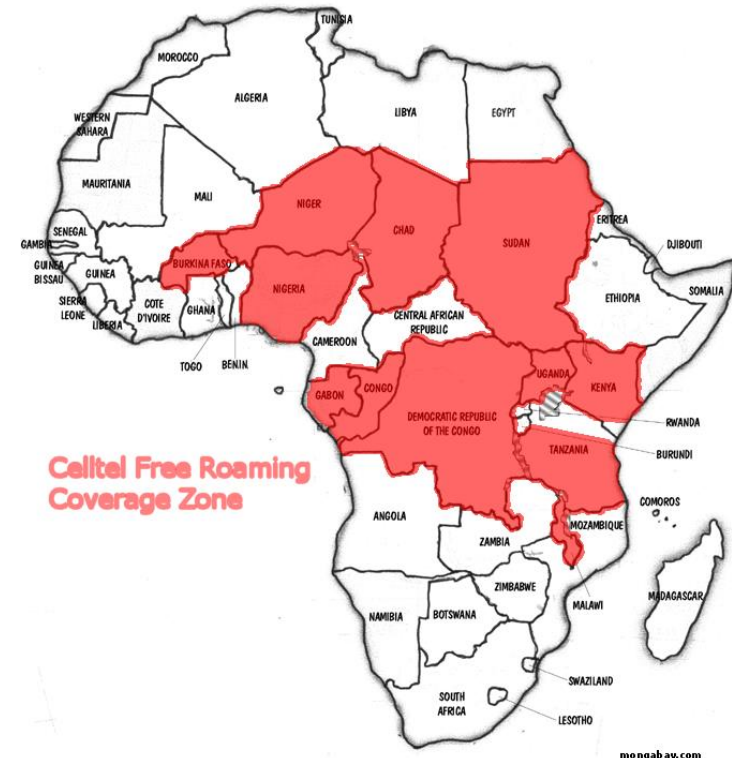 TUNISIA
MOROCCO
ALGERIA
LIBYA
EGYPT
WESTERN
SAHARA
MAURITANIA
MALI
NIGER
CHAD
SUDAN
ERITREA
DJIBOUTI
SENEGAL
GAMBIA
GUINEA
BISSAU
GUINEA
BURKINA FASO
NIGERIA
ETHIOPIA
SOMALIA
SIERRA
LEONE
LIBERIA
COTE
D'IVOIRE
GHANA
TOGO
BENIN
CAMEROON
CENTRAL AFRICAN
REPUBLIC
GABON
CONGO
DEMOCRATIC REPUBLIC
OF THE CONGO
UGANDA
KENYA
RWANDA
BURUNDI
TANZANIA
Celltel Free Roaming
Coverage Zone
COMOROS
ANGOLA
ZAMBIA
MOZAMBIQUE
MALAWI
ZIMBABWE
NAMIBIA
BOTSWANA
MADAGASCAR
SWAZILAND
SOUTH
AFRICA
LESOTHO
mongabay.com